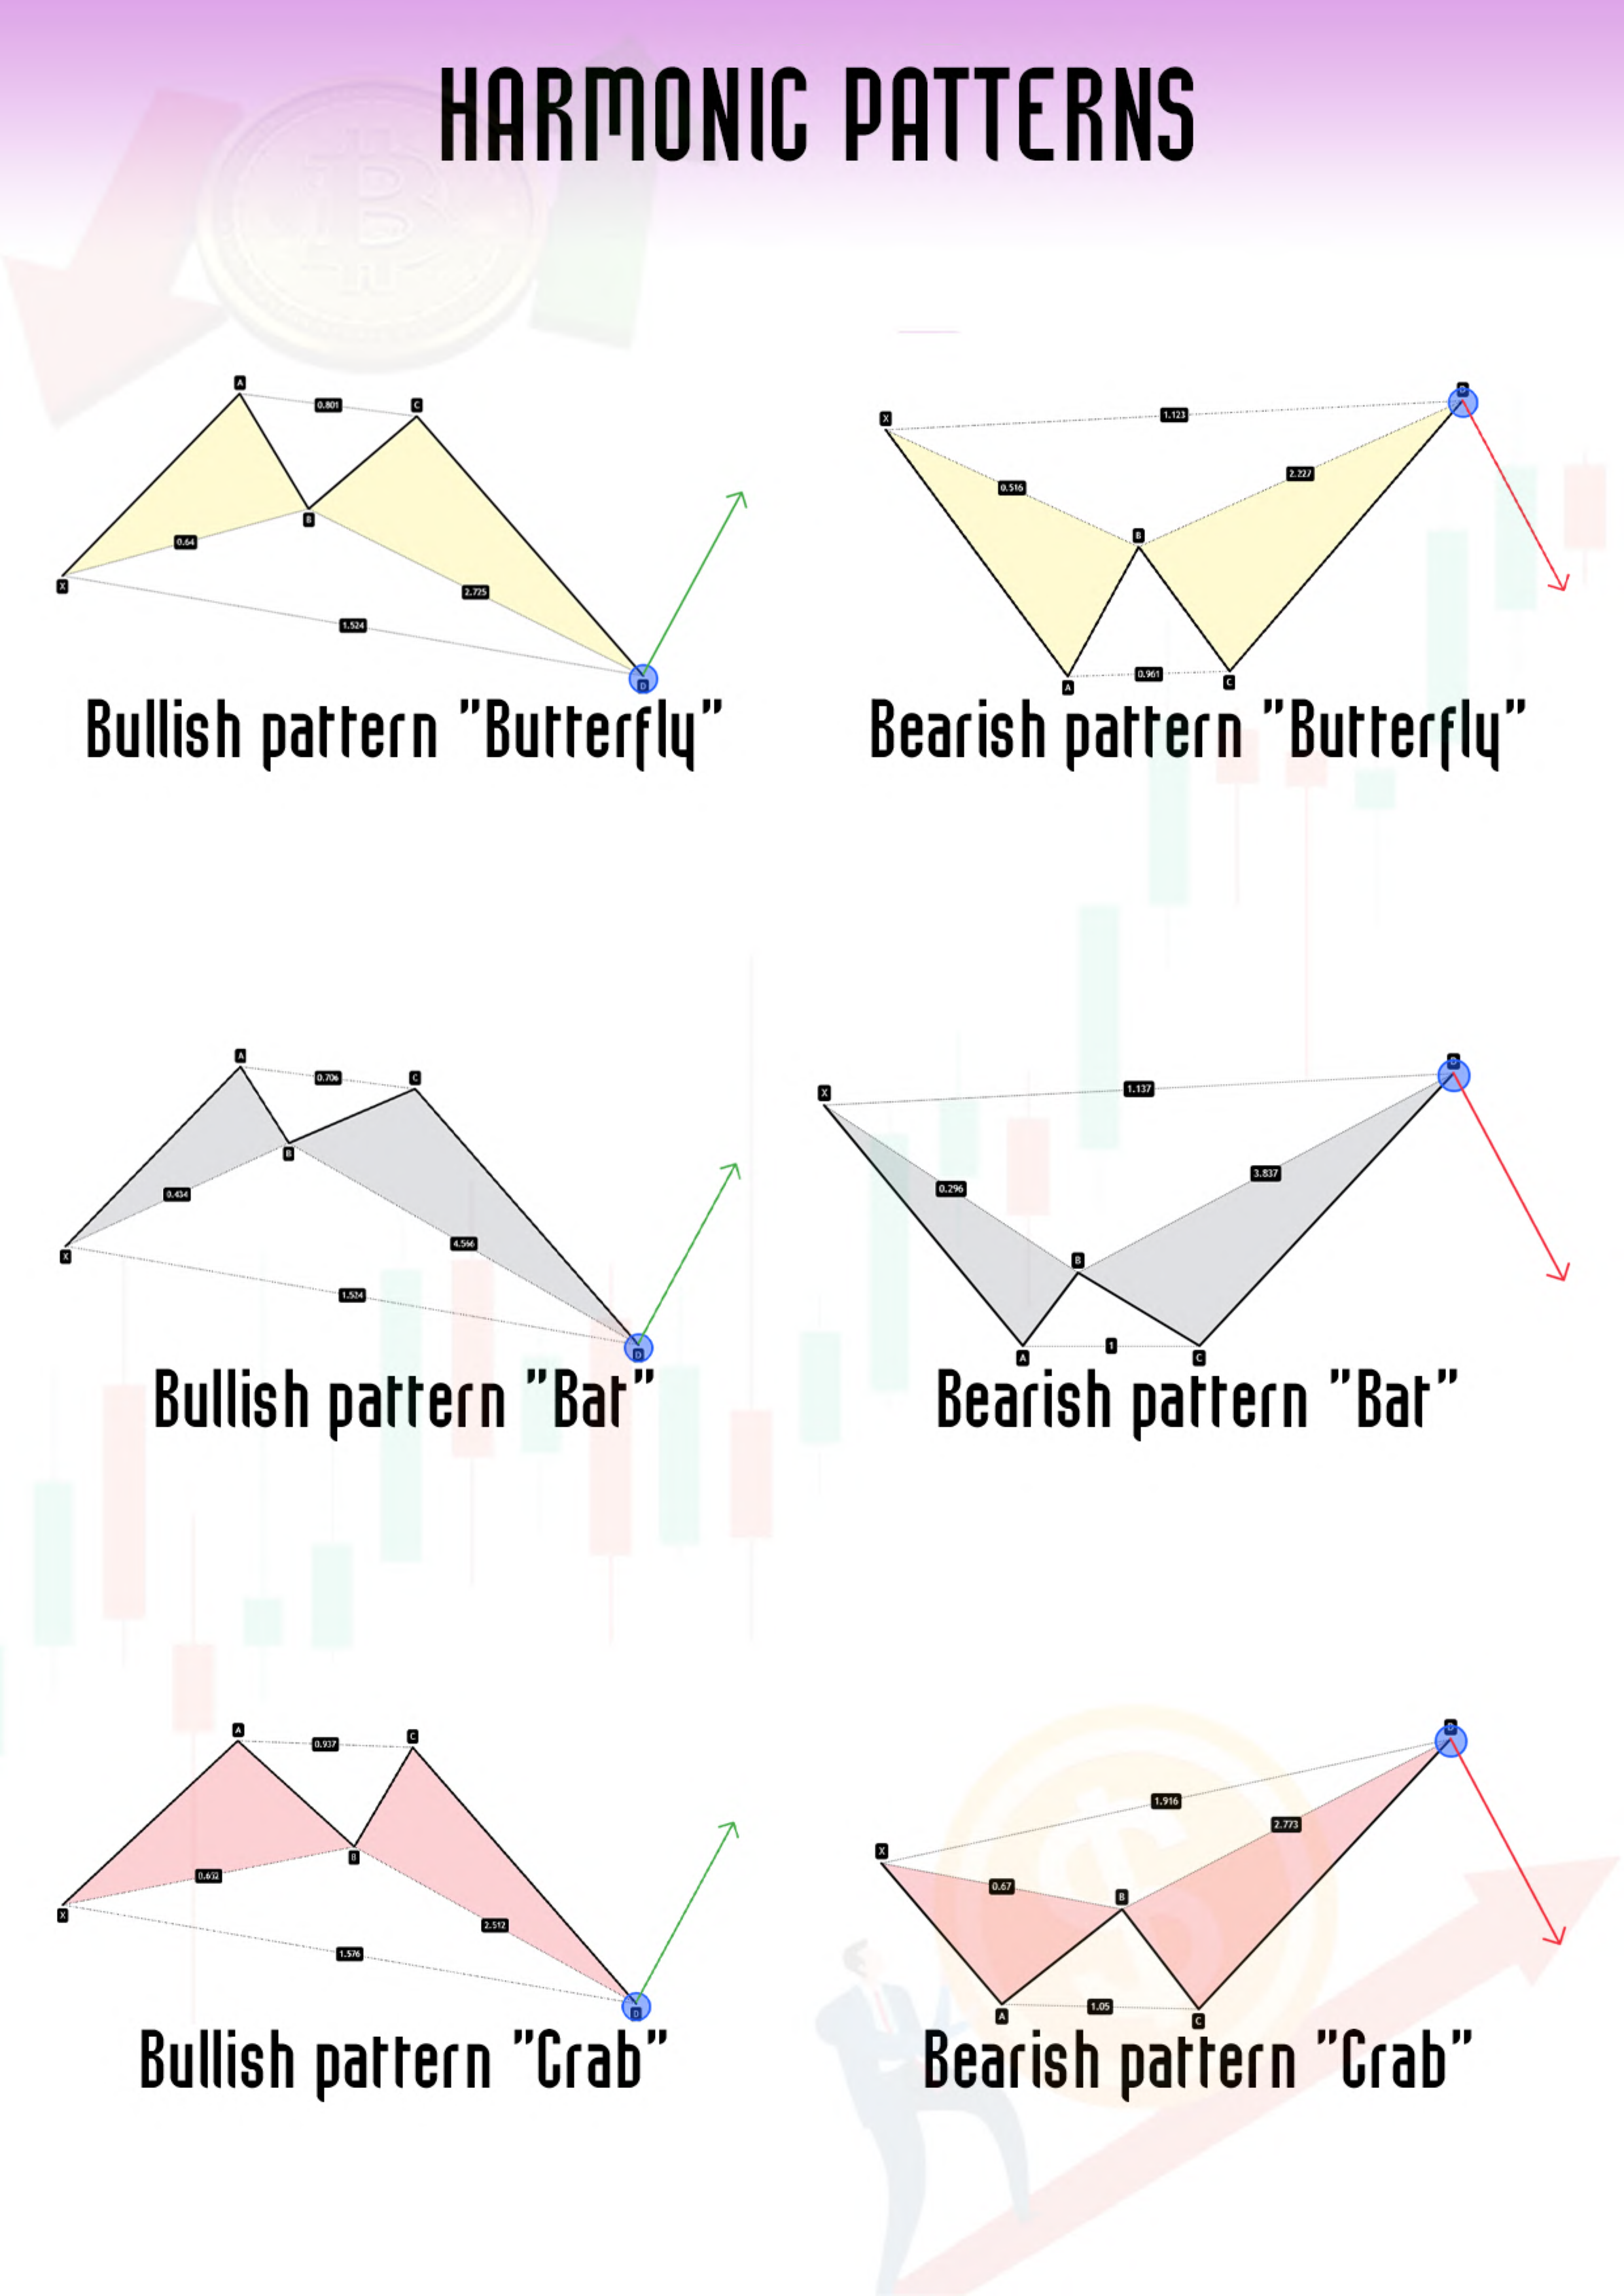 HARMONIC PATTERNS
A
0.801
C
B
0.64
X
2.725
1.524
D
Bullish pattern "Butterfly"
D
1.123
X
2.227
0.516
B
0.961
A
C
Bearish pattern "Butterfly"
A
0.706
C
B
0.434
4.566
X
1.524
D
Bullish pattern "Bat"
D
1.137
X
3.837
0.296
B
1
A
C
Bearish pattern "Bat"
A
0.937
C
B
0.632
X
2.512
1.576
D
Bullish pattern "Crab"
D
1.916
2.773
X
0.67
B
1.05
A
C
Bearish pattern "Crab"